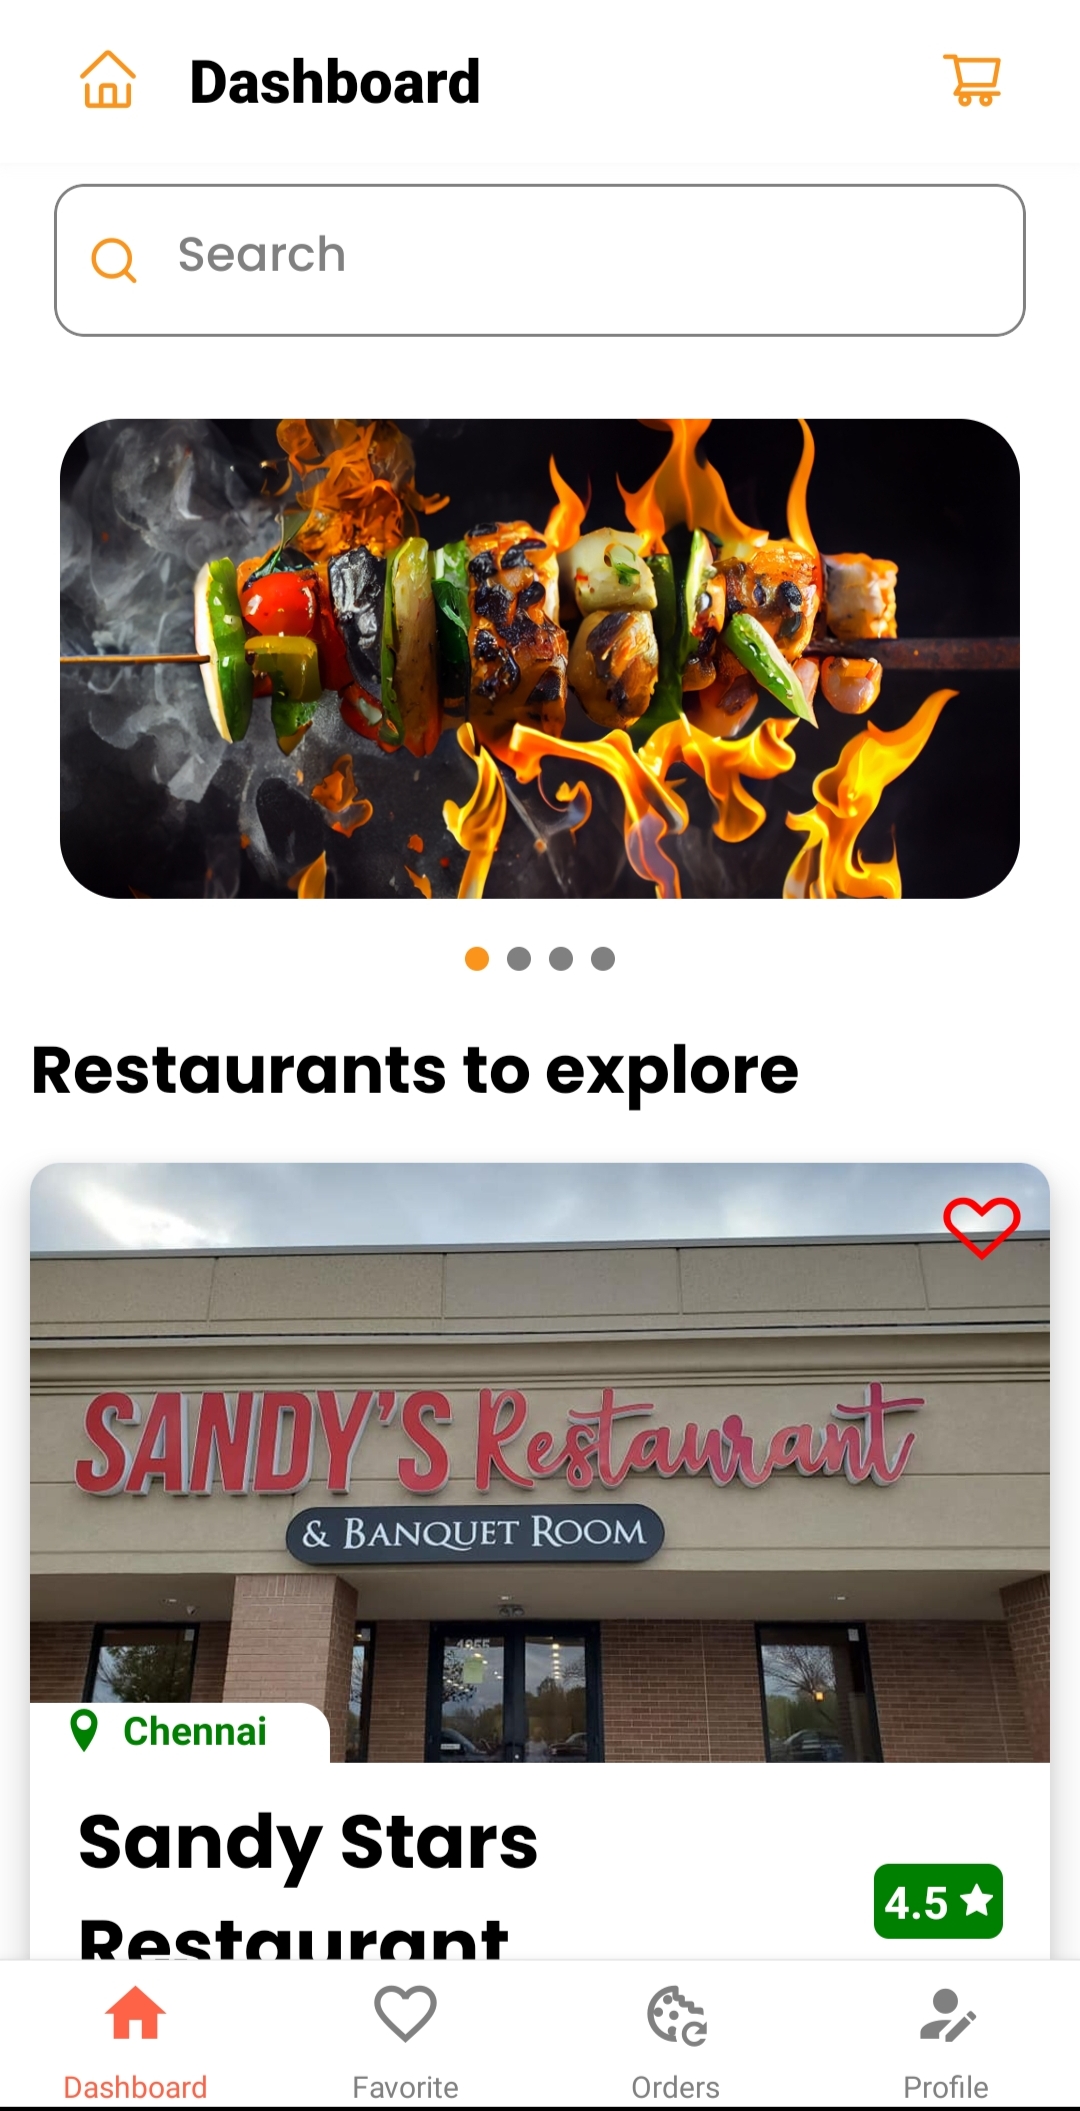 Dashboard
Search
Restaurants to explore
SANDY'S Restaurant
& BANQUET ROOM
1955
Chennai
Sandy Stars
Restaurant
4.5
Dashboard
Favorite
Orders
Profile